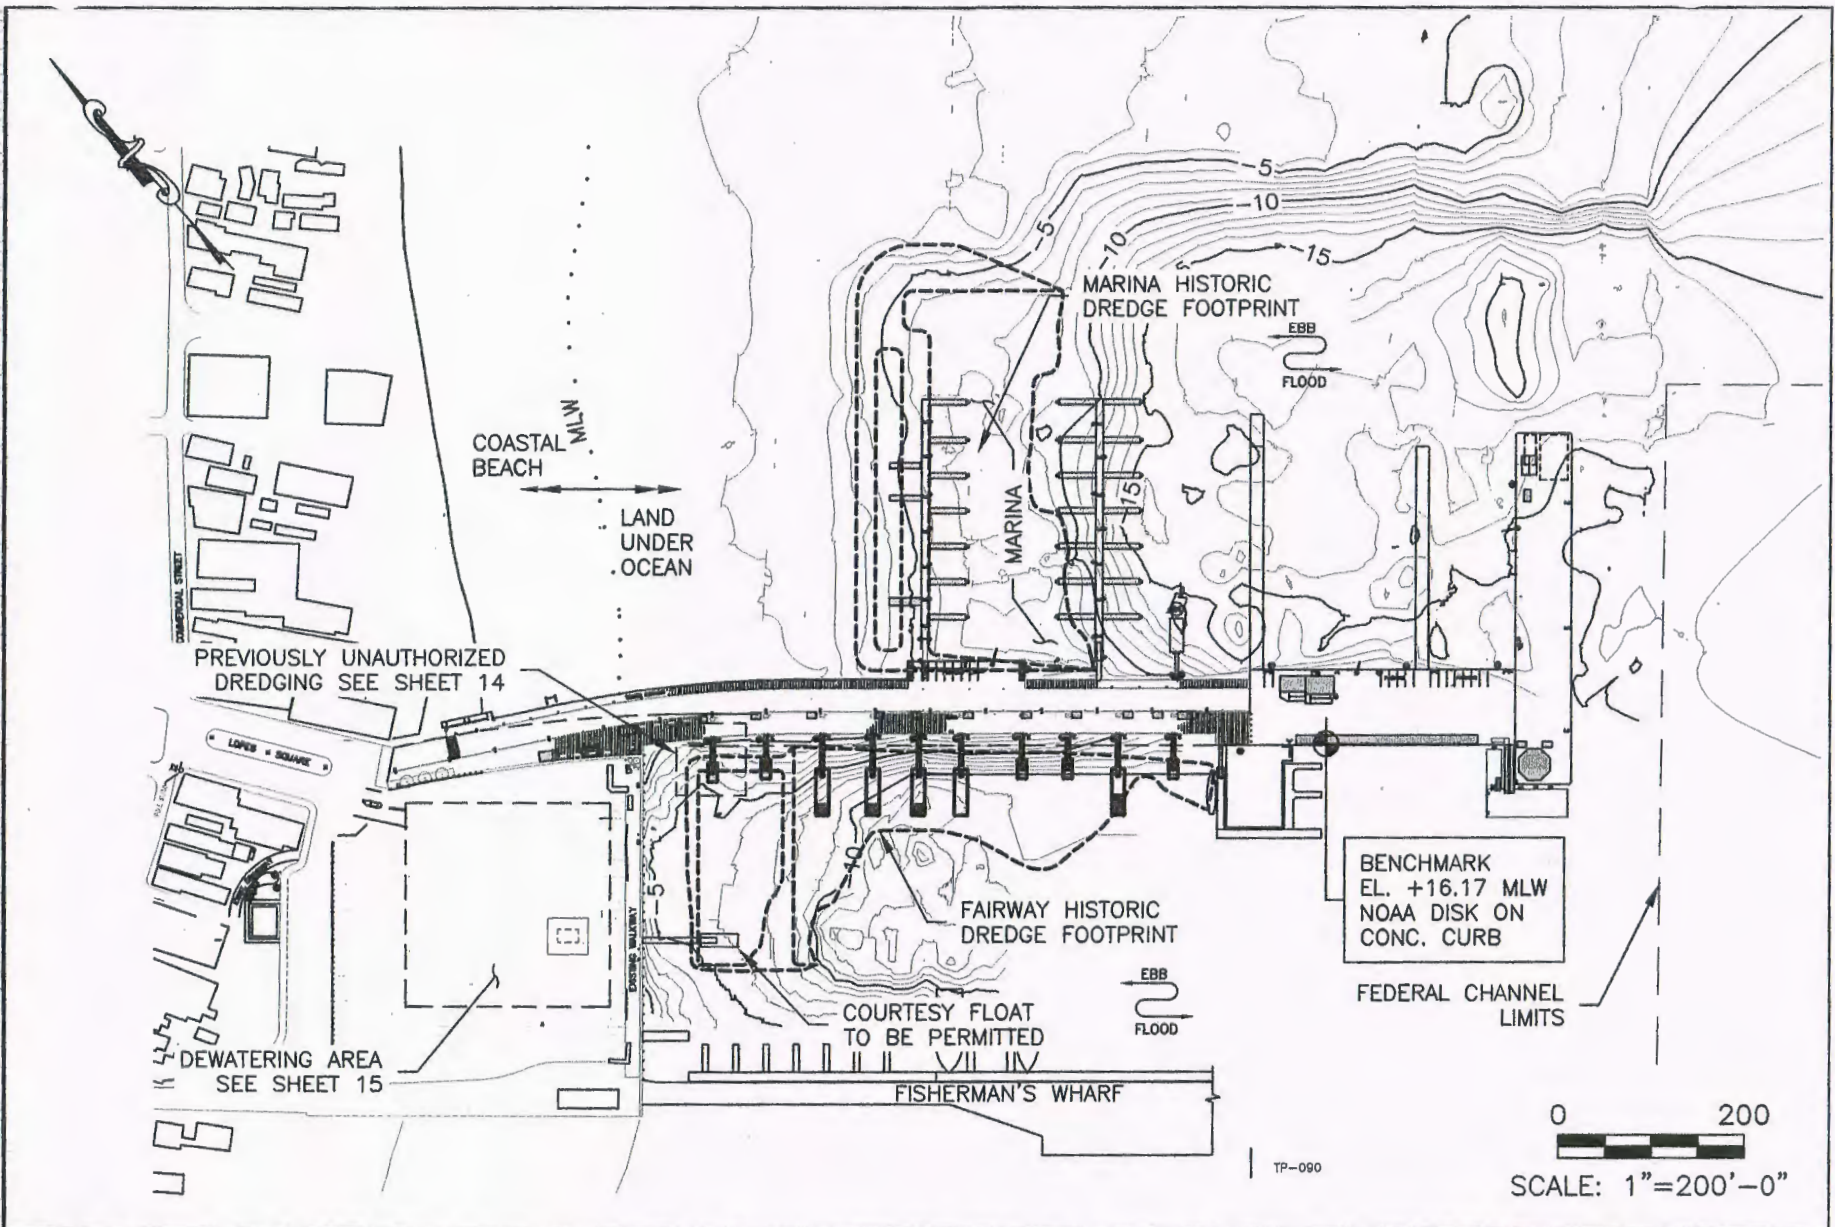 -5
-10
-5
-10
-15
MARINA HISTORIC
DREDGE FOOTPRINT
EBB
FLOOD
MLW
COASTAL
BEACH
LAND
UNDER
OCEAN
MARINA
-15
COMMERCIAL STREET
PREVIOUSLY UNAUTHORIZED
DREDGING SEE SHEET 14
LOPES SQUARE
-5
-10
EXISTING WALKWAY
FAIRWAY HISTORIC
DREDGE FOOTPRINT
BENCHMARK
EL. +16.17 MLW
NOAA DISK ON
CONC. CURB
EBB
FLOOD
FEDERAL CHANNEL
LIMITS
COURTESY FLOAT
TO BE PERMITTED
DEWATERING AREA
SEE SHEET 15
FISHERMAN'S WHARF
TP-090
0 200
SCALE: 1"=200'-0"